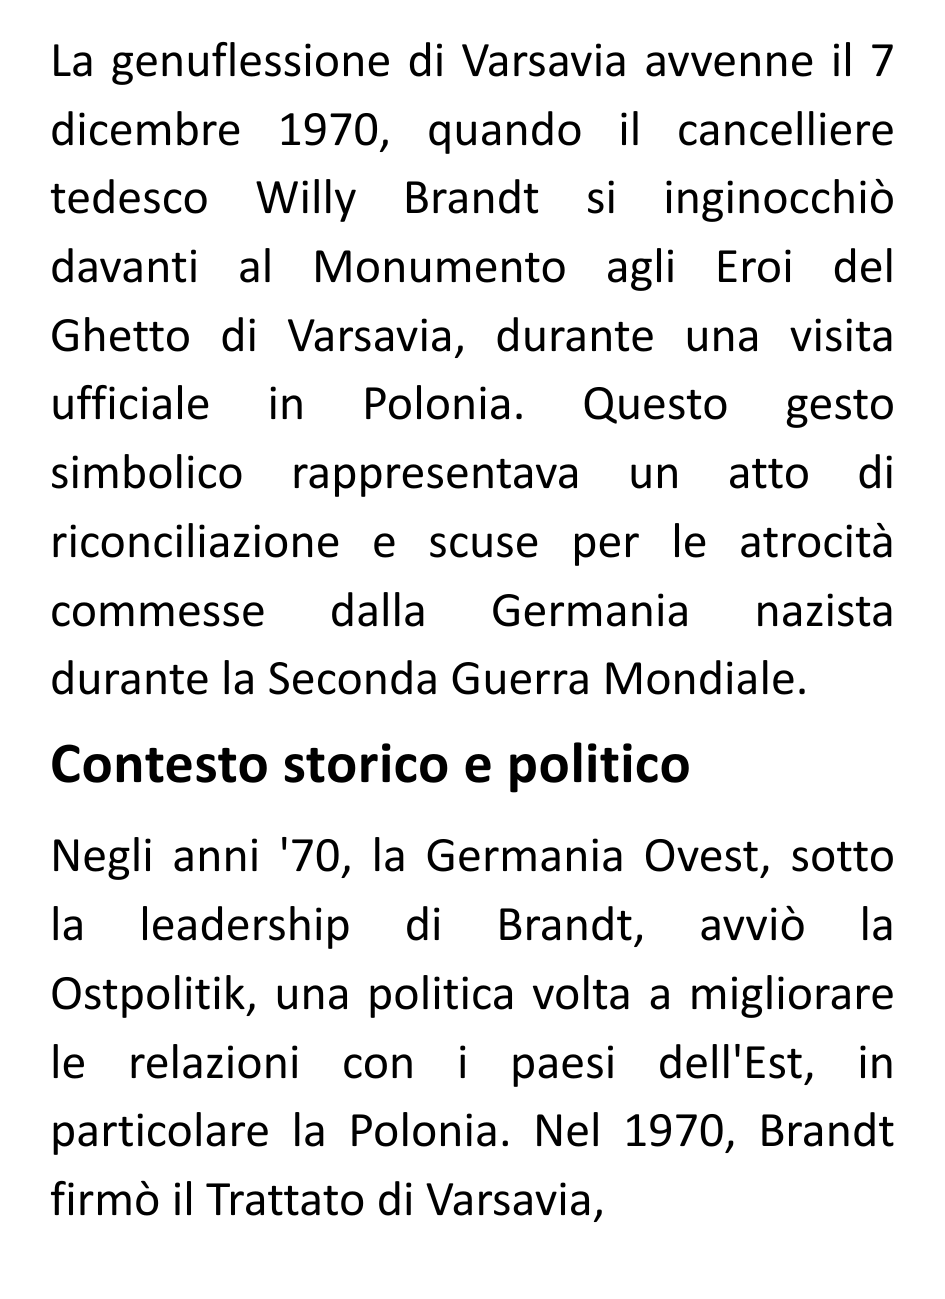 La genuflessione di Varsavia avvenne il 7
dicembre 1970, quando il cancelliere
tedesco Willy Brandt si inginocchiò
davanti al Monumento agli Eroi del
Ghetto di Varsavia, durante una visita
ufficiale in Polonia. Questo gesto
simbolico rappresentava un atto di
riconciliazione e scuse per le atrocità
commesse dalla Germania nazista
durante la Seconda Guerra Mondiale.
Contesto storico e politico
Negli anni '70, la Germania Ovest, sotto
la leadership di Brandt, avviò la
Ostpolitik, una politica volta a migliorare
le relazioni con i paesi dell'Est, in
particolare la Polonia. Nel 1970, Brandt
firmò il Trattato di Varsavia,